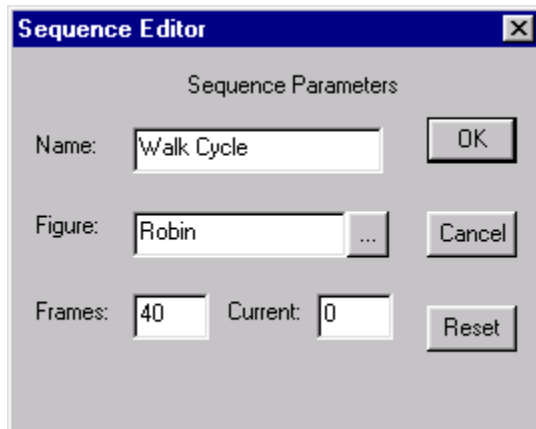 Sequence Editor
Sequence Parameters
Name: Walk Cycle OK
Figure: Robin ... Cancel
Frames: 40 Current: 0 Reset